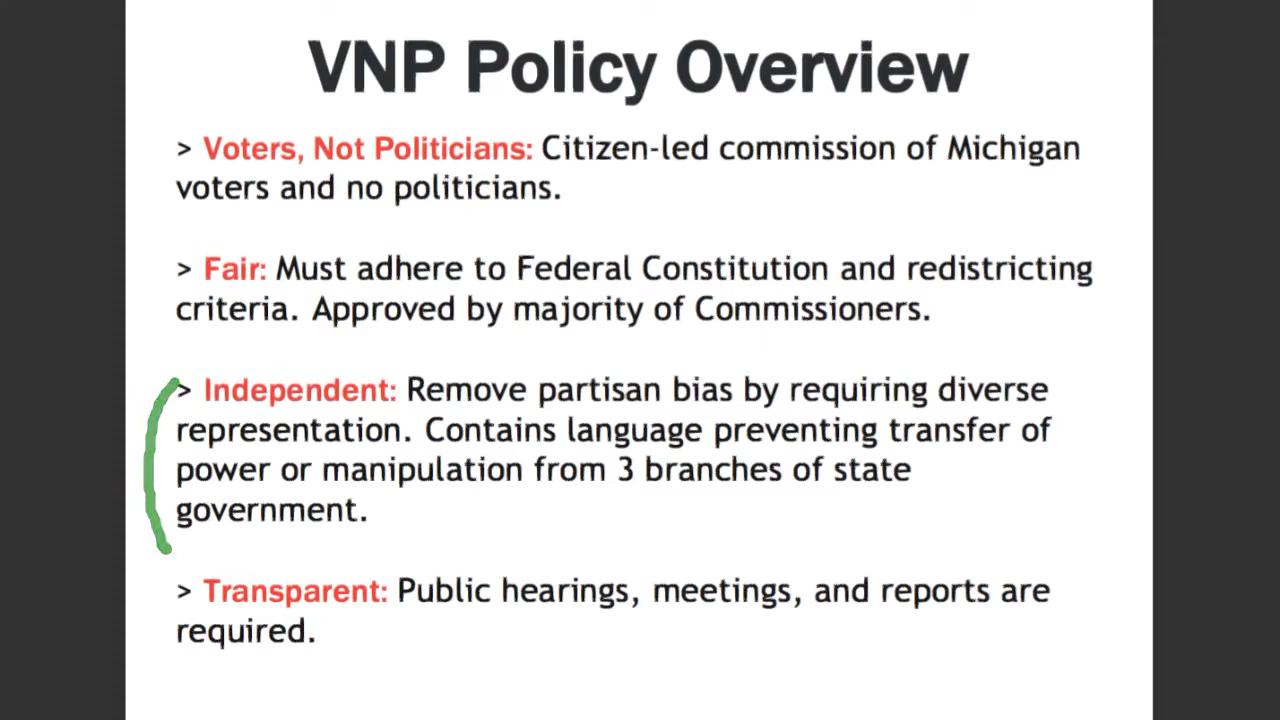 VNP Policy Overview
> Voters, Not Politicians: Citizen-led commission of Michigan
voters and no politicians.
> Fair: Must adhere to Federal Constitution and redistricting
criteria. Approved by majority of Commissioners.
> Independent: Remove partisan bias by requiring diverse
representation. Contains language preventing transfer of
power or manipulation from 3 branches of state
government.
> Transparent: Public hearings, meetings, and reports are
required.